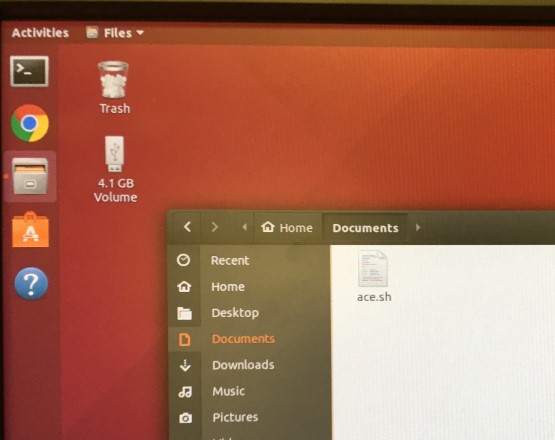 Activities
Files
Trash
4.1 GB
Volume
Home
Documents
Recent
Home
Desktop
Documents
Downloads
Music
Pictures
ace.sh